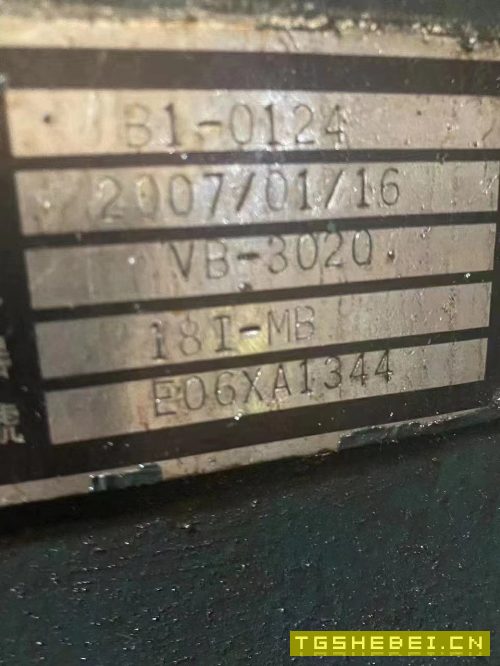 B1-0124
2007/01/16
VB-3020
18I-MB
E06XA1344
TGSHEBEI.CN